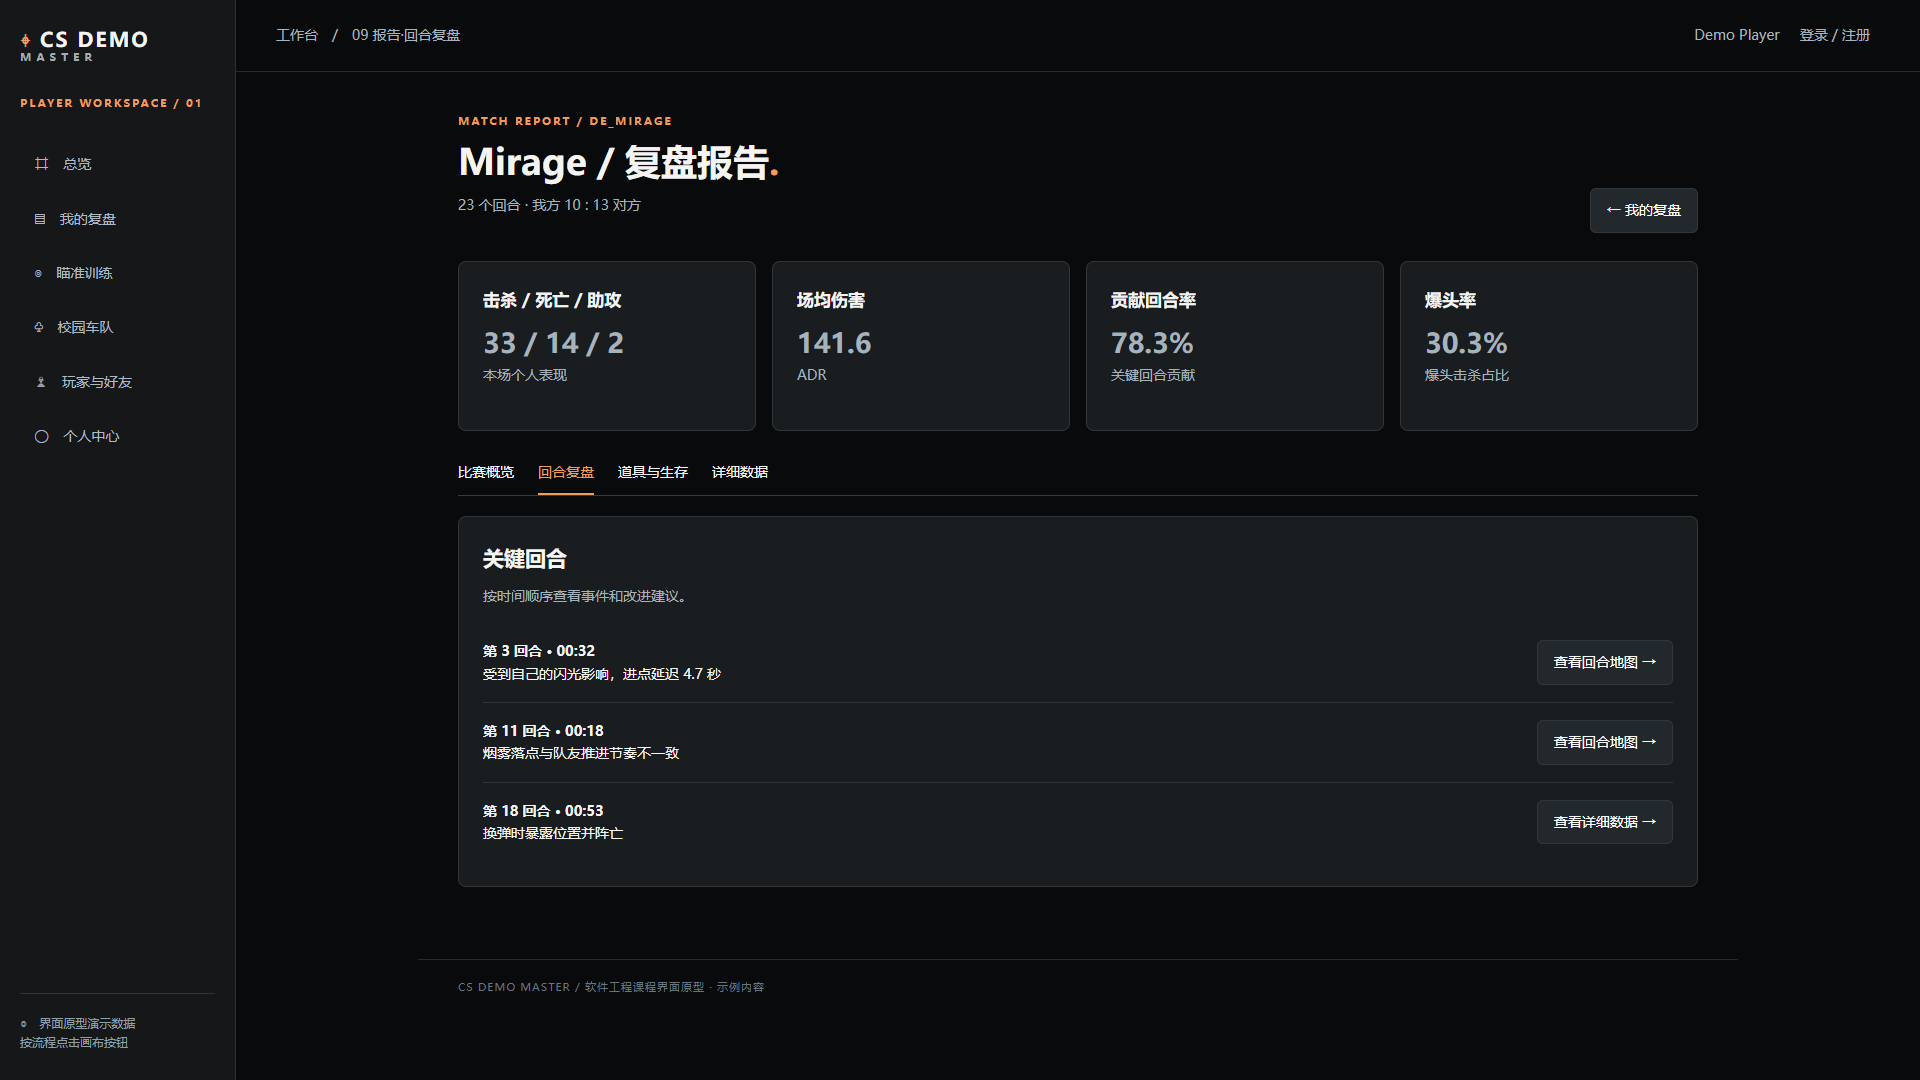 CS DEMO
MASTER
PLAYER WORKSPACE / 01
总览
我的复盘
瞄准训练
校园车队
玩家与好友
个人中心
界面原型演示数据
按流程点击画布按钮
工作台 / 09 报告·回合复盘
Demo Player 登录 / 注册
MATCH REPORT / DE_MIRAGE
Mirage / 复盘报告.
23 个回合 · 我方 10 : 13 对方
← 我的复盘
击杀 / 死亡 / 助攻
33 / 14 / 2
本场个人表现
场均伤害
141.6
ADR
贡献回合率
78.3%
关键回合贡献
爆头率
30.3%
爆头击杀占比
比赛概览 回合复盘 道具与生存 详细数据
关键回合
按时间顺序查看事件和改进建议。
第 3 回合 • 00:32
受到自己的闪光影响，进点延迟 4.7 秒
查看回合地图 →
第 11 回合 • 00:18
烟雾落点与队友推进节奏不一致
查看回合地图 →
第 18 回合 • 00:53
换弹时暴露位置并阵亡
查看详细数据 →
CS DEMO MASTER / 软件工程课程界面原型 · 示例内容